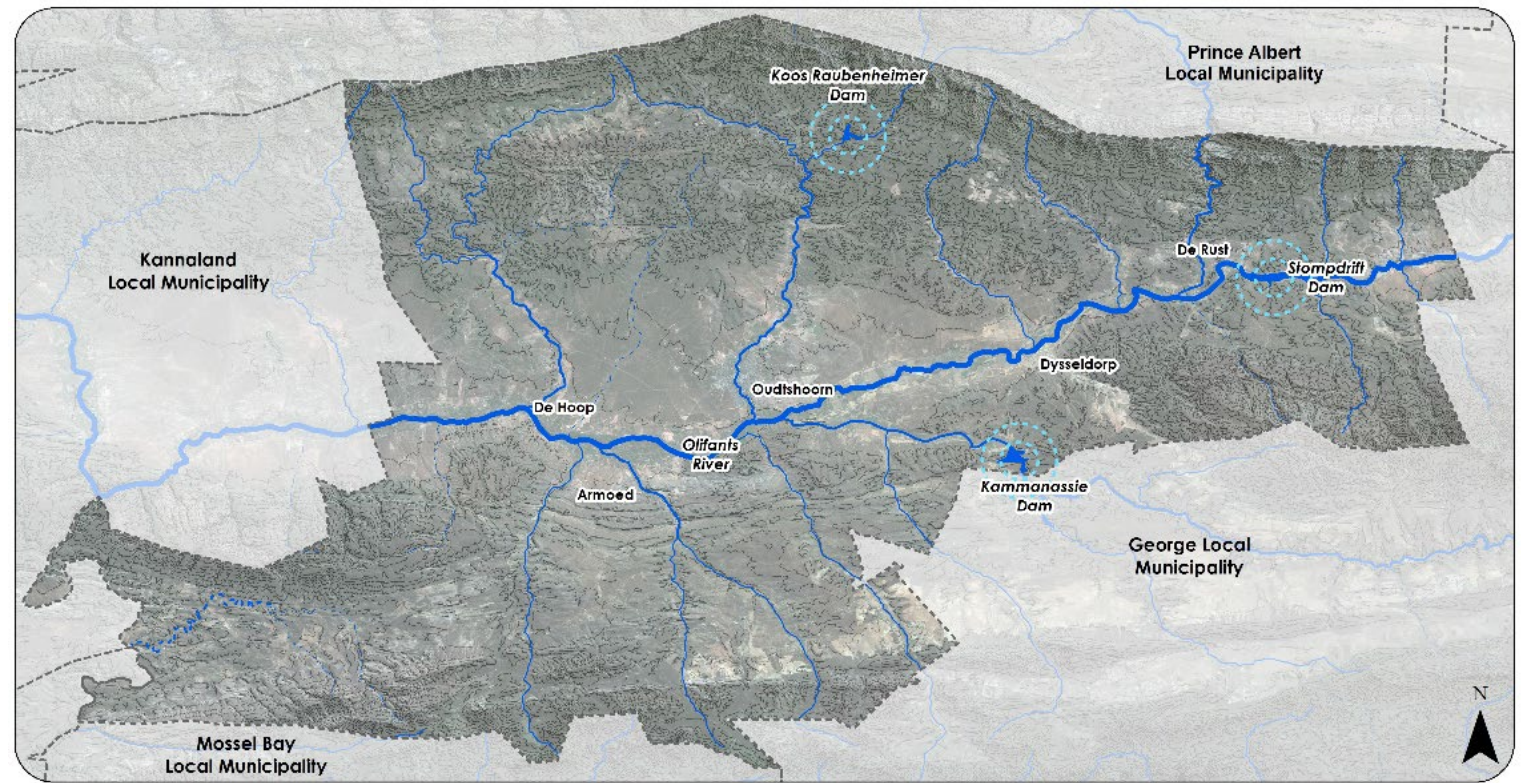 Prince Albert
Local Municipality
Koos Raubenheimer
Dam
Kannaland
Local Municipality
De Rust
Stompdrift
Dam
Dysseldorp
Oudtshoorn
De Hoop
Olifants
River
Armoed
Kammanassie
Dam
George Local
Municipality
N
Mossel Bay
Local Municipality